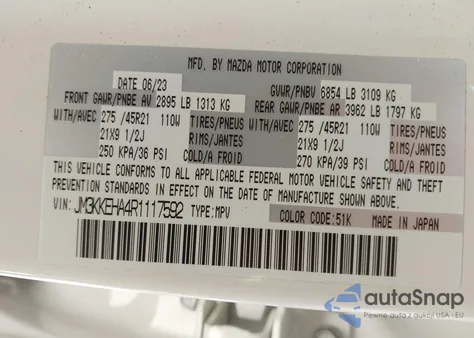 MFD. BY MAZDA MOTOR CORPORATION
DATE 06/23 GVWR/PNBV 6854 LB 3109 KG
FRONT GAWR/PNBE AV 2895 LB 1313 KG REAR GAWR/PNBE AR 3962 LB 1797 KG
WITH/AVEC 275 /45R21 110W TIRES/PNEUS WITH/AVEC 275 /45R21 110W TIRES/PNEUS
21X9 1/2J RIMS/JANTES 21X9 1/2J RIMS/JANTES
250 KPA/36 PSI COLD/A FROID 270 KPA/39 PSI COLD/A FROID
THIS VEHICLE CONFORMS TO ALL APPLICABLE FEDERAL MOTOR VEHICLE SAFETY AND THEFT
PREVENTION STANDARDS IN EFFECT ON THE DATE OF MANUFACTURE SHOWN ABOVE.
VIN: JM3KKEHA4R1117592 TYPE:MPV COLOR CODE:51K MADE IN JAPAN
autoSnap
Pewne auta z aukcji USA i EU